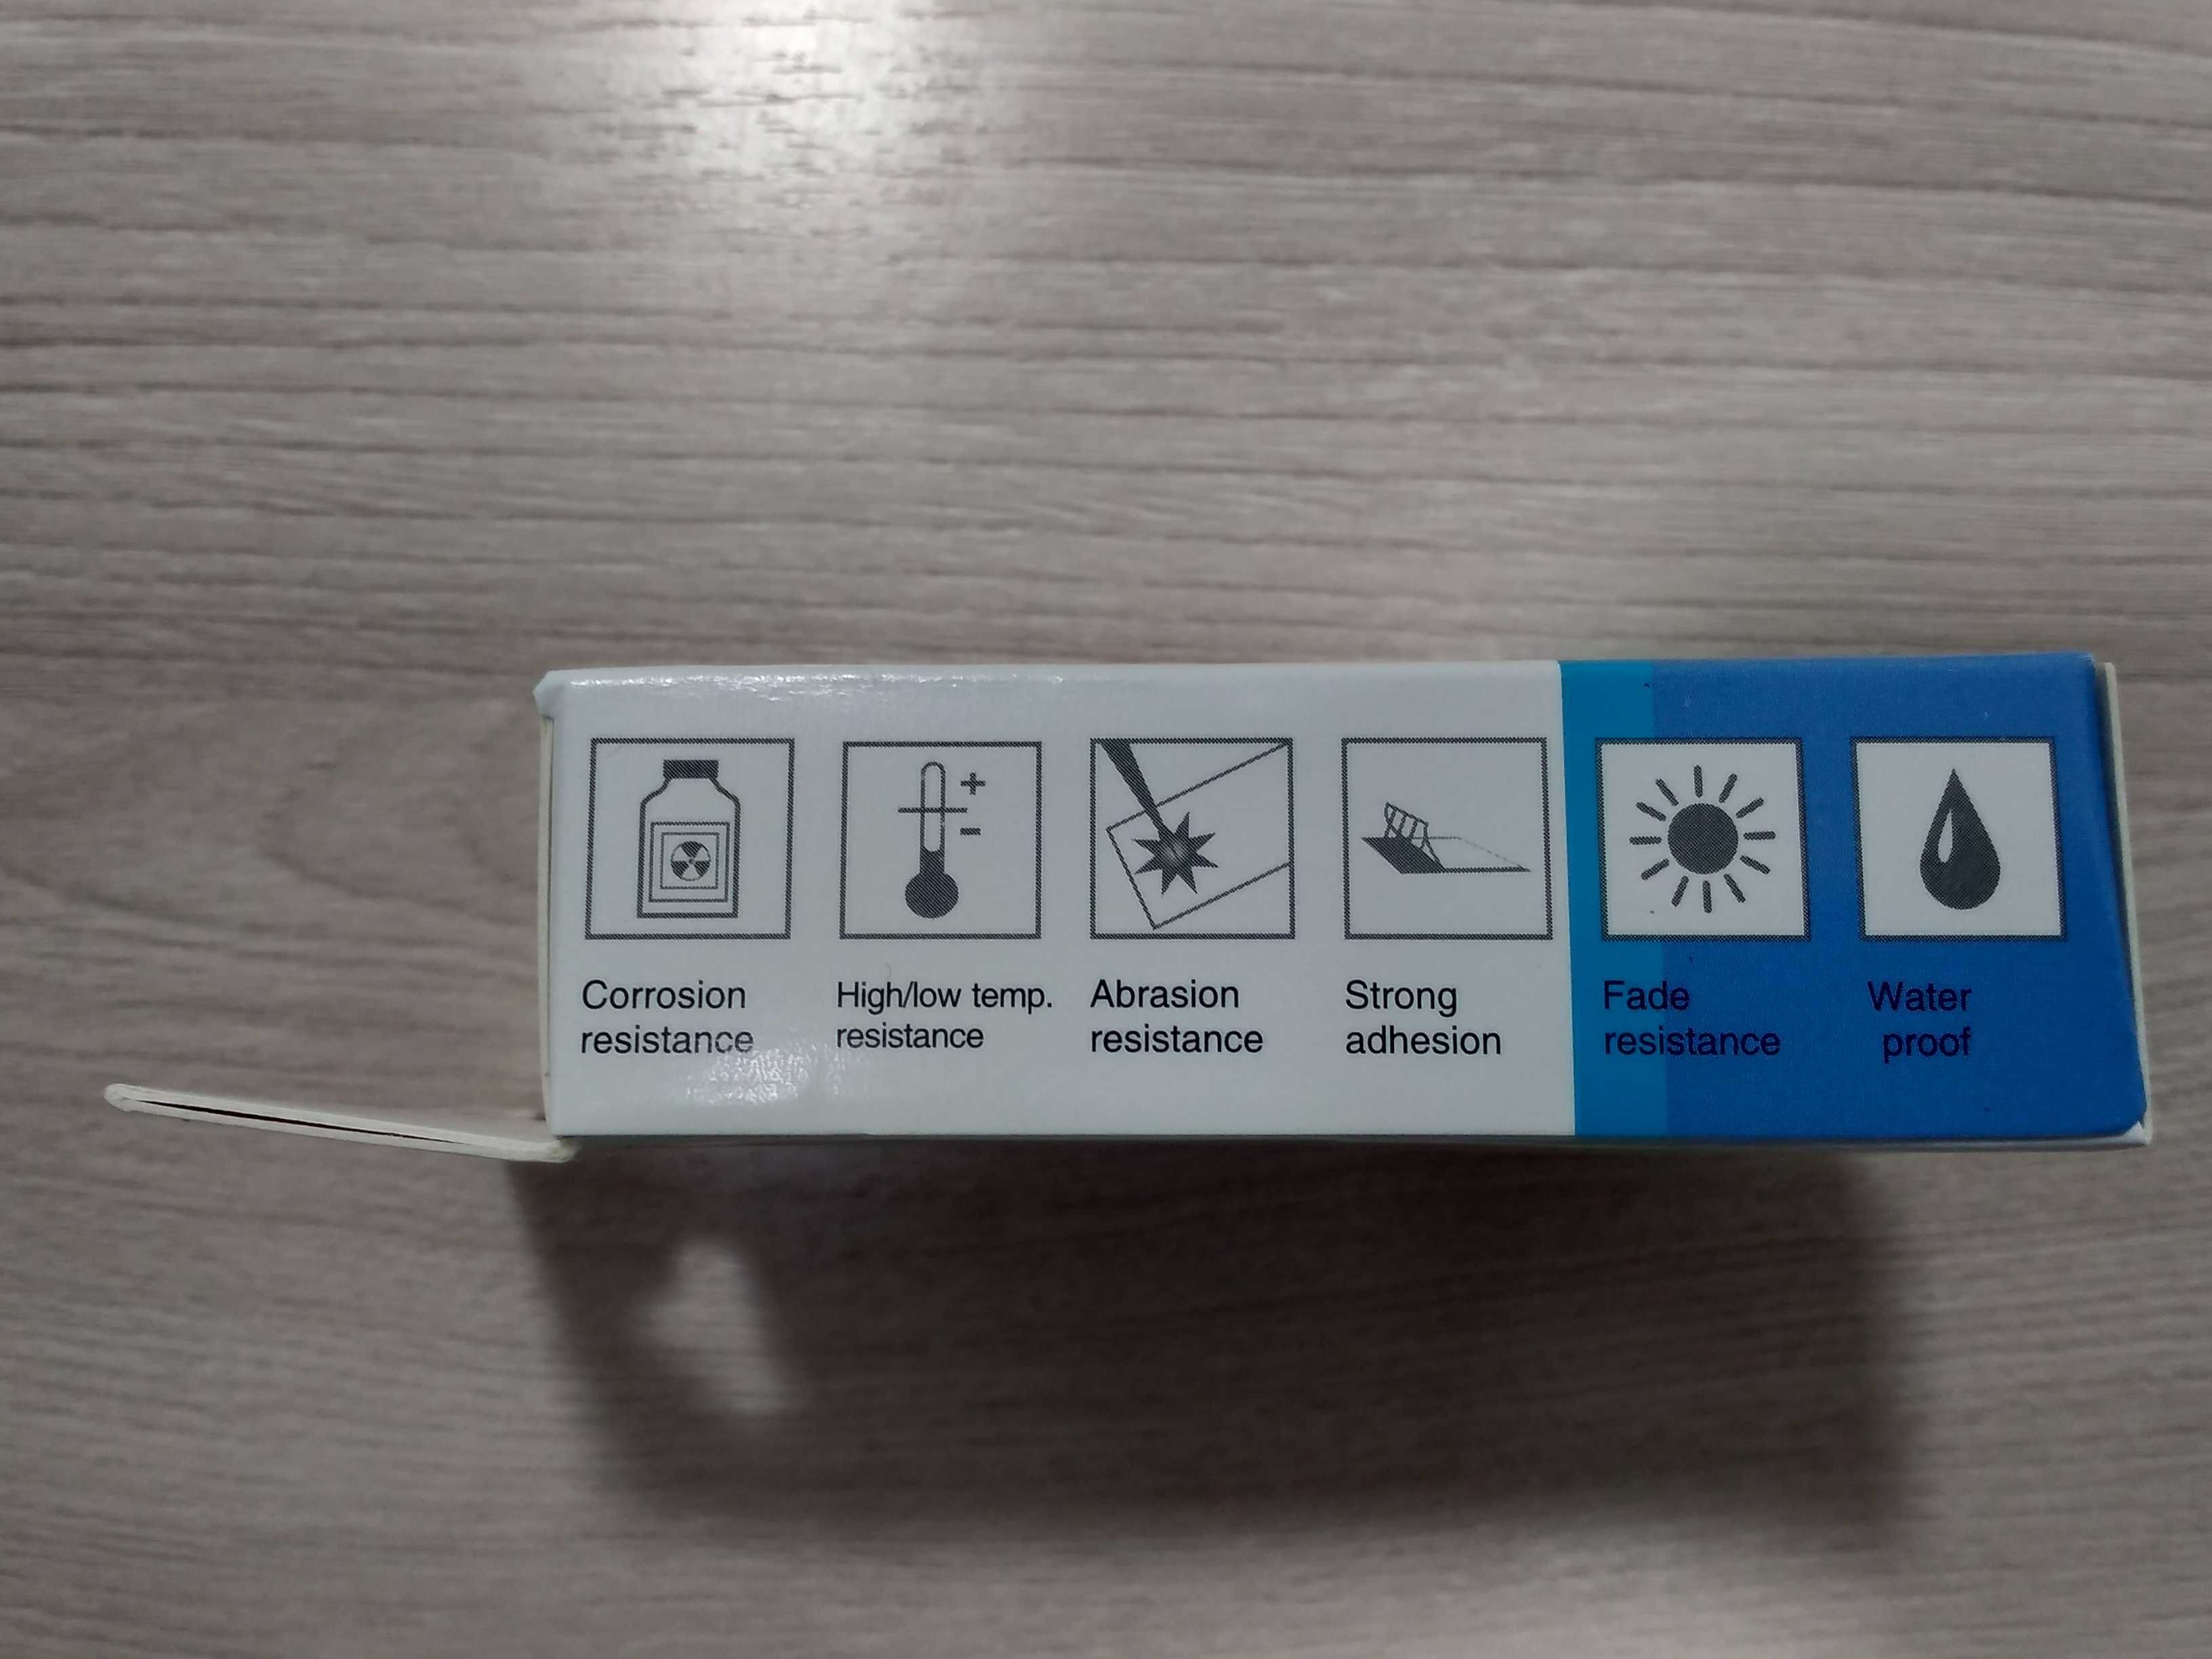 Corrosion
resistance
High/low temp.
resistance
Abrasion
resistance
Strong
adhesion
Fade
resistance
Water
proof